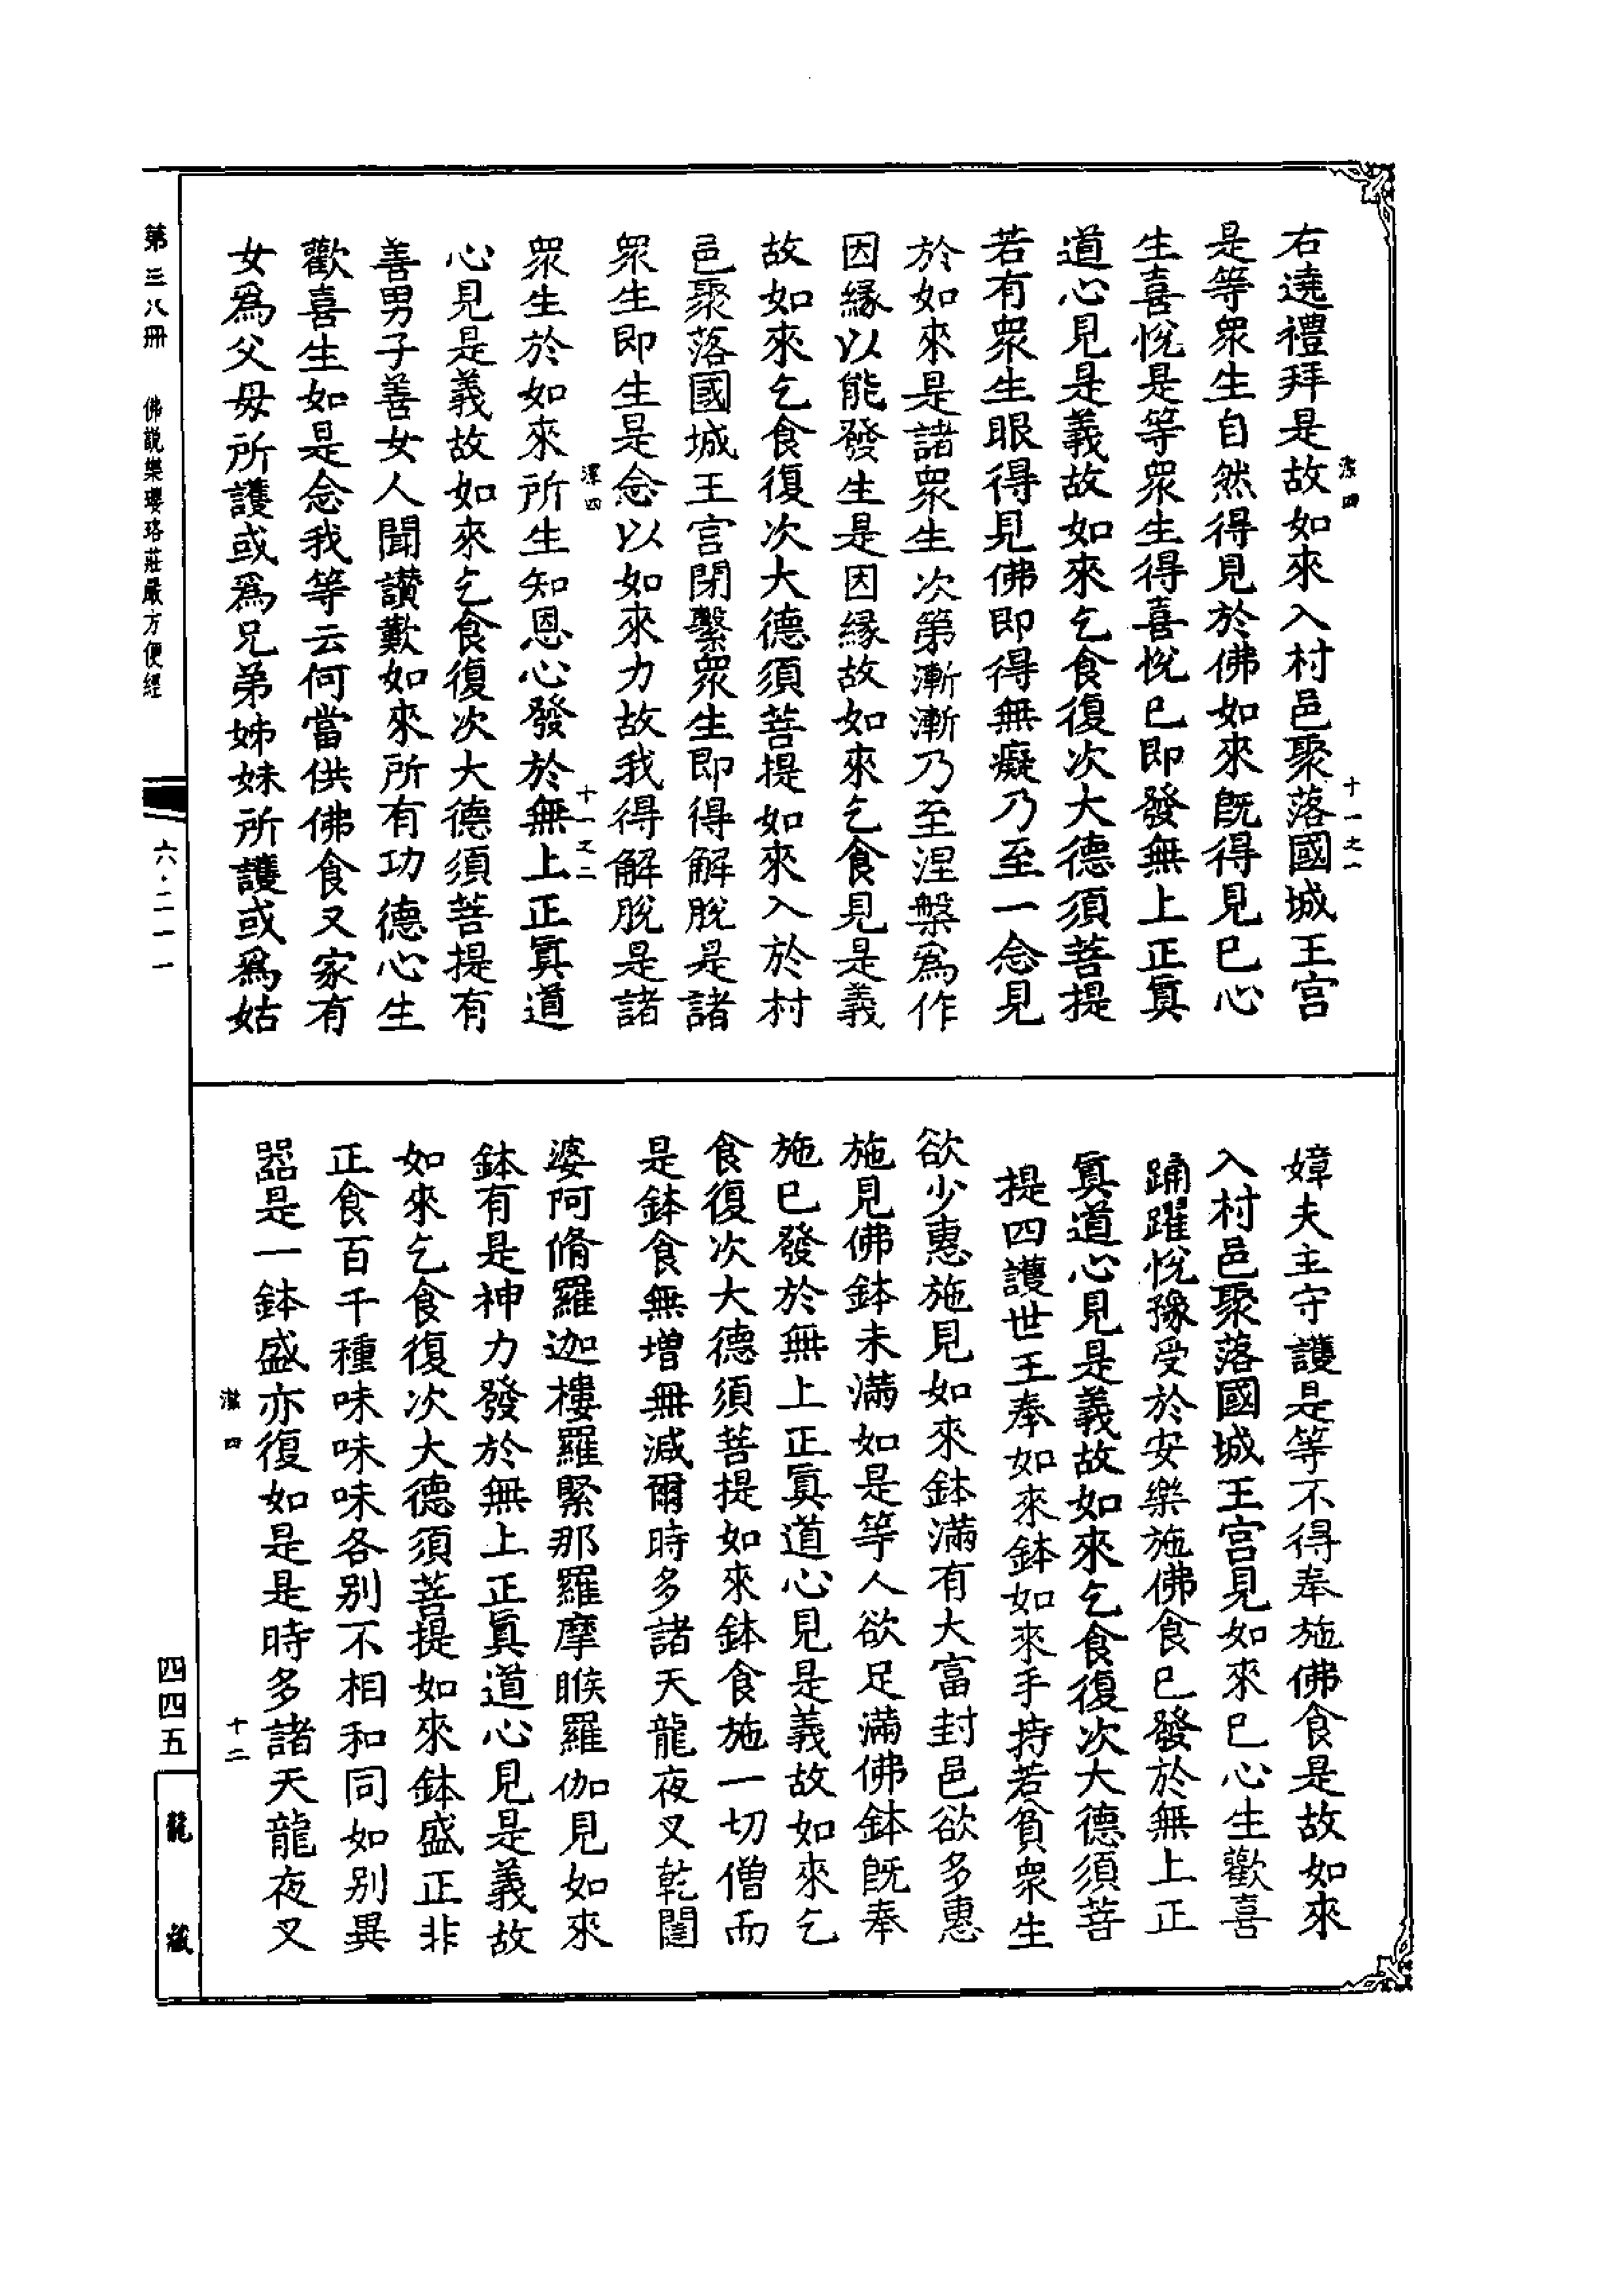 右遶禮拜是故如來入村邑聚落國城王宮
是等衆生自然得見於佛如來旣得見已心
生喜悅是等衆生得喜悅已即發無上正眞
道心見是義故如來乞食復次大德須菩提
若有衆生眼得見佛即得無癡乃至一念見
於如來是諸衆生次第漸漸乃至涅槃爲作
因緣以能發生是因緣故如來乞食見是義
故如來乞食復次大德須菩提如來入於村
邑聚落國城王宮閉繫衆生即得解脫是諸
衆生即生是念以如來力故我得解脫是諸
潔四 十一之二
衆生於如來所生知恩心發於無上正眞道
心見是義故如來乞食復次大德須菩提有
善男子善女人聞讚歎如來所有功德心生
歡喜生如是念我等云何當供佛食又家有
女爲父母所護或爲兄弟姊妹所護或爲姑
潔四 十一之一
嫜夫主守護是等不得奉施佛食是故如來
入村邑聚落國城王宮見如來已心生歡喜
踊躍悅豫受於安樂施佛食已發於無上正
眞道心見是義故如來乞食復次大德須菩
提四護世王奉如來鉢如來手持若貧衆生
欲少惠施見如來鉢滿有大富封邑欲多惠
施見佛鉢未滿如是等人欲足滿佛鉢旣奉
施已發於無上正眞道心見是義故如來乞
食復次大德須菩提如來鉢食施一切僧而
是鉢食無增無減爾時多諸天龍夜叉乾闥
婆阿脩羅迦樓羅緊那羅摩睺羅伽見如來
鉢有是神力發於無上正眞道心見是義故
如來乞食復次大德須菩提如來鉢盛正非
正食百千種味味味各別不相和同如別異
器是一鉢盛亦復如是是時多諸天龍夜叉
潔四 十二
第三八冊 佛說樂瓔珞莊嚴方便經
六·二一一
四四五
龍藏